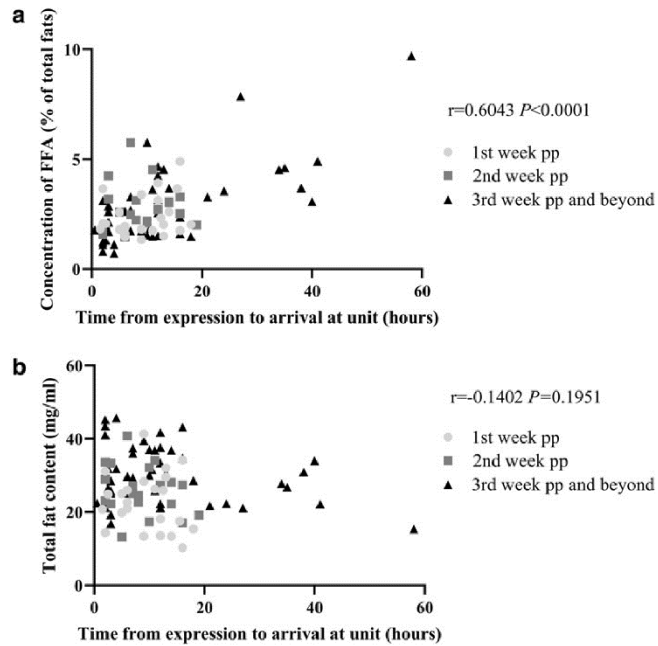 a
Concentration of FFA (% of total fats)
10
5
0
0 20 40 60
Time from expression to arrival at unit (hours)
r=0.6043 P<0.0001
1st week pp
2nd week pp
3rd week pp and beyond
b
Total fat content (mg/ml)
60
40
20
0
0 20 40 60
Time from expression to arrival at unit (hours)
r=-0.1402 P=0.1951
1st week pp
2nd week pp
3rd week pp and beyond